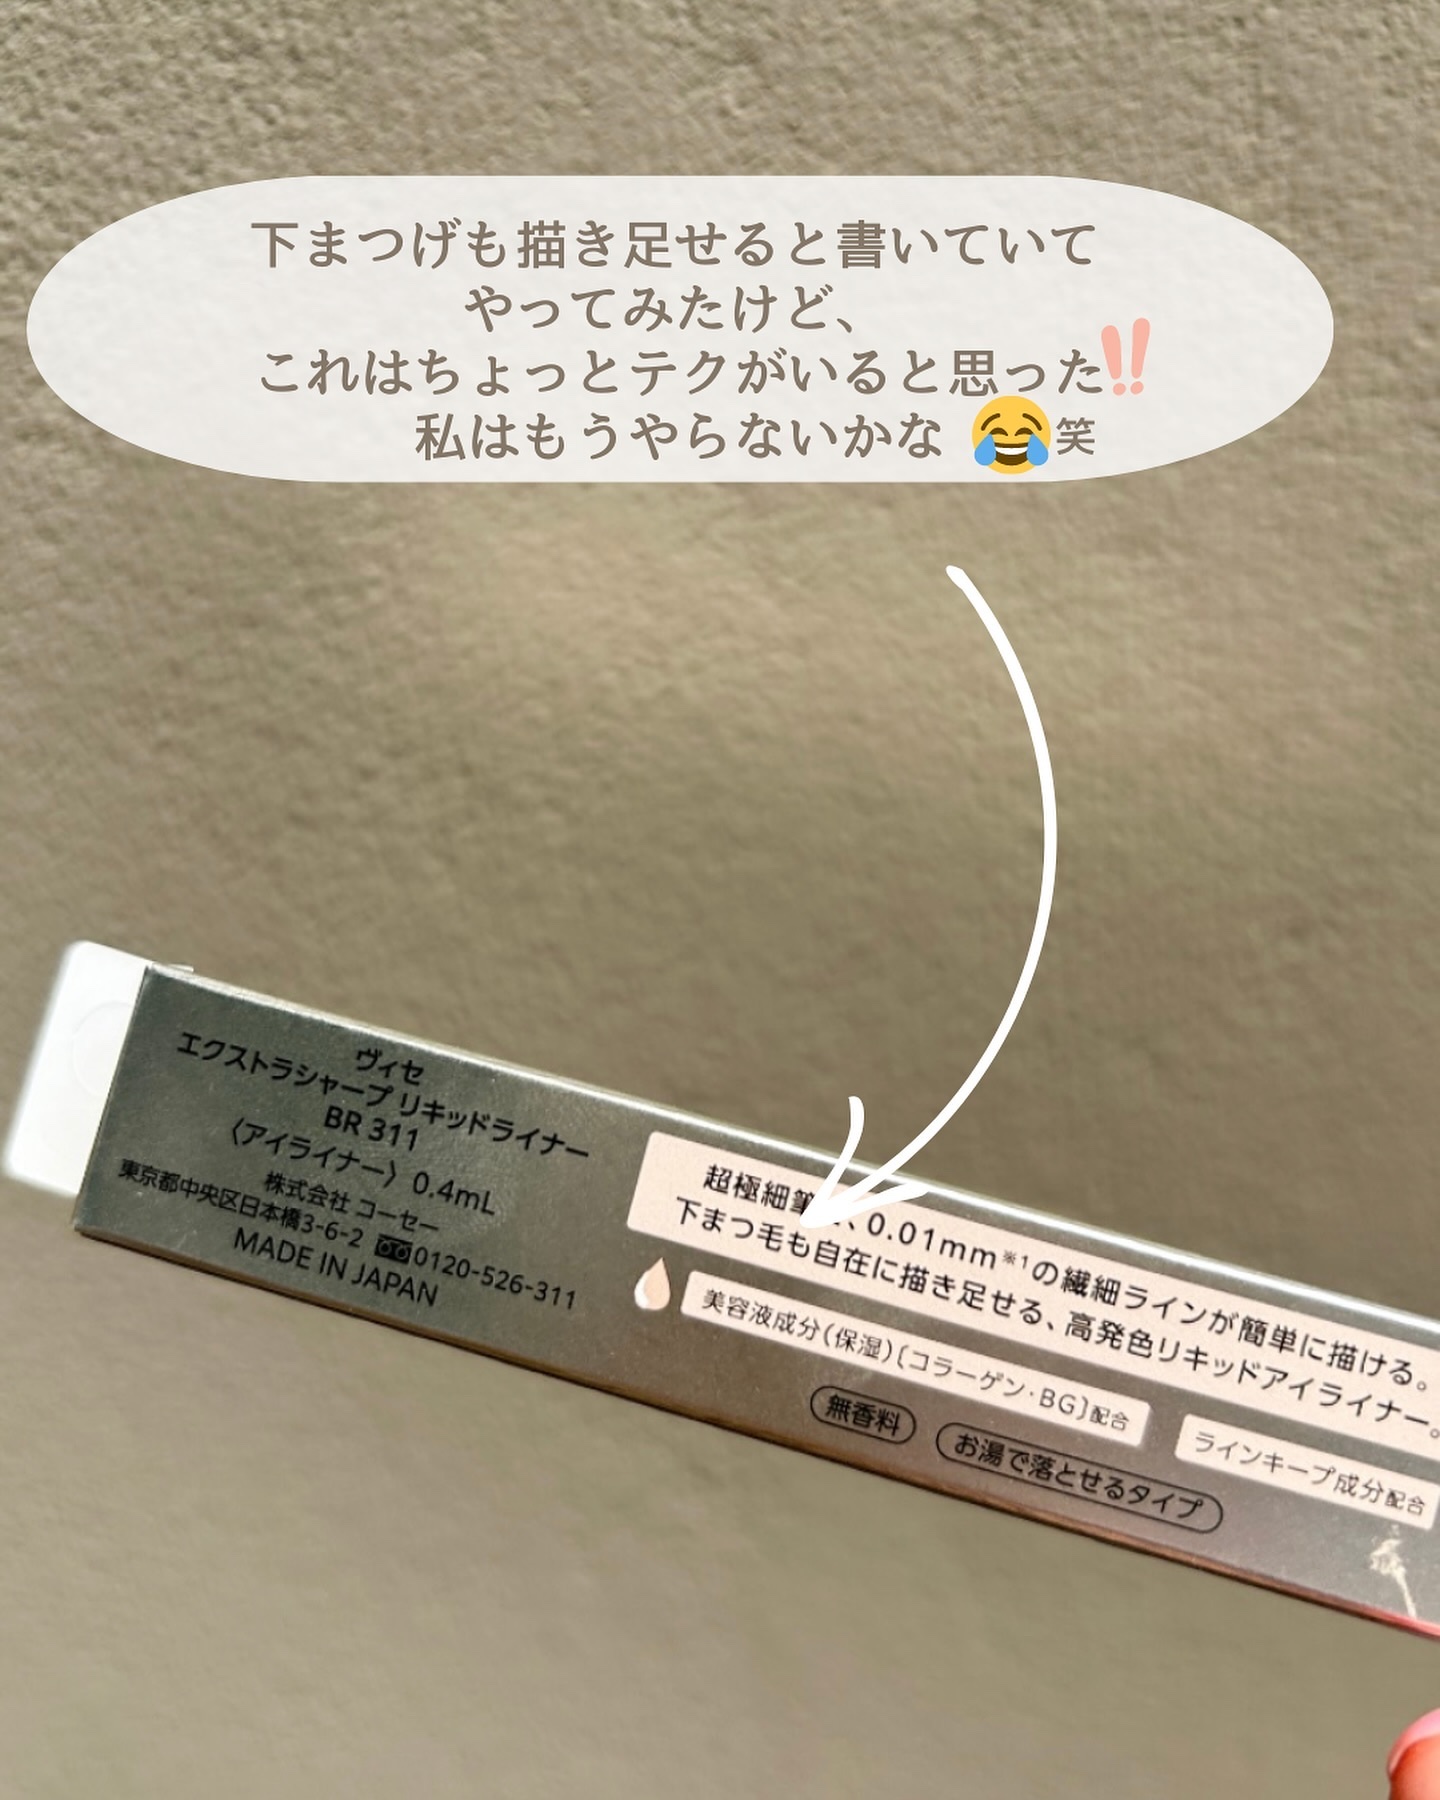 下まつげも描き足せると書いていて
やってみたけど、
これはちょっとテクがいると思った‼
私はもうやらないかな 😂笑
ヴィセ
エクストラシャープ リキッドライナー
BR 311
〈アイライナー〉 0.4mL
株式会社 コーセー
東京都中央区日本橋3-6-2 0120-526-311
MADE IN JAPAN
超極細筆 、0.01mm※1の繊細ラインが簡単に描ける。
下まつ毛も自在に描き足せる、高発色リキッドアイライナー。
美容液成分(保湿)〔コラーゲン・BG〕配合
ラインキープ成分配合
無香料
お湯で落とせるタイプ